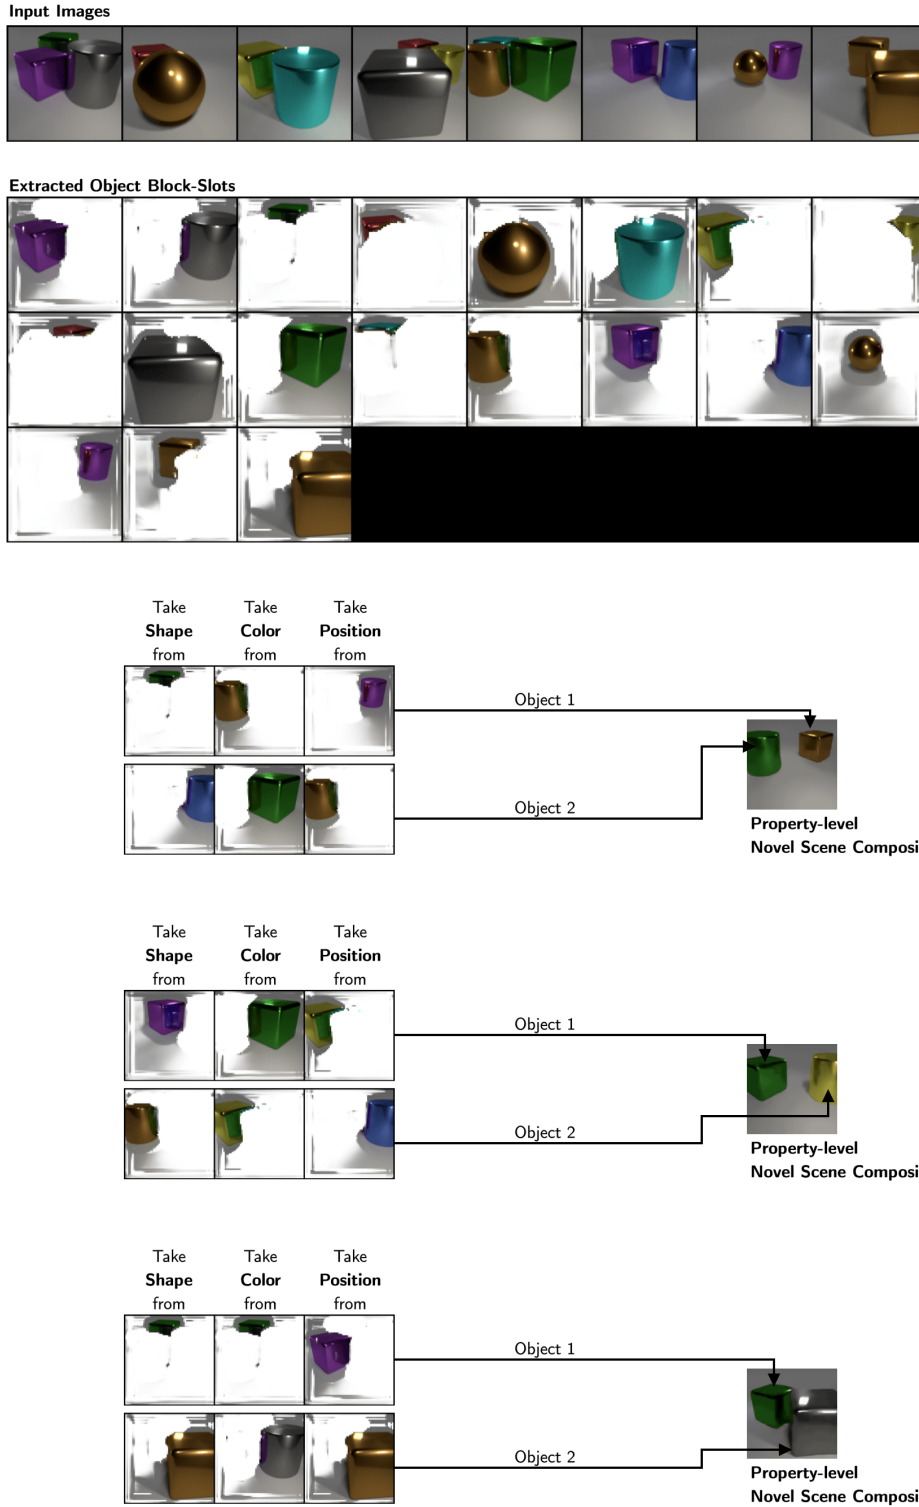 Input Images
Extracted Object Block-Slots
Take Take Take
Shape Color Position
from from from
Object 1
Object 2
Property-level
Novel Scene Composi
Take Take Take
Shape Color Position
from from from
Object 1
Object 2
Property-level
Novel Scene Composi
Take Take Take
Shape Color Position
from from from
Object 1
Object 2
Property-level
Novel Scene Composi